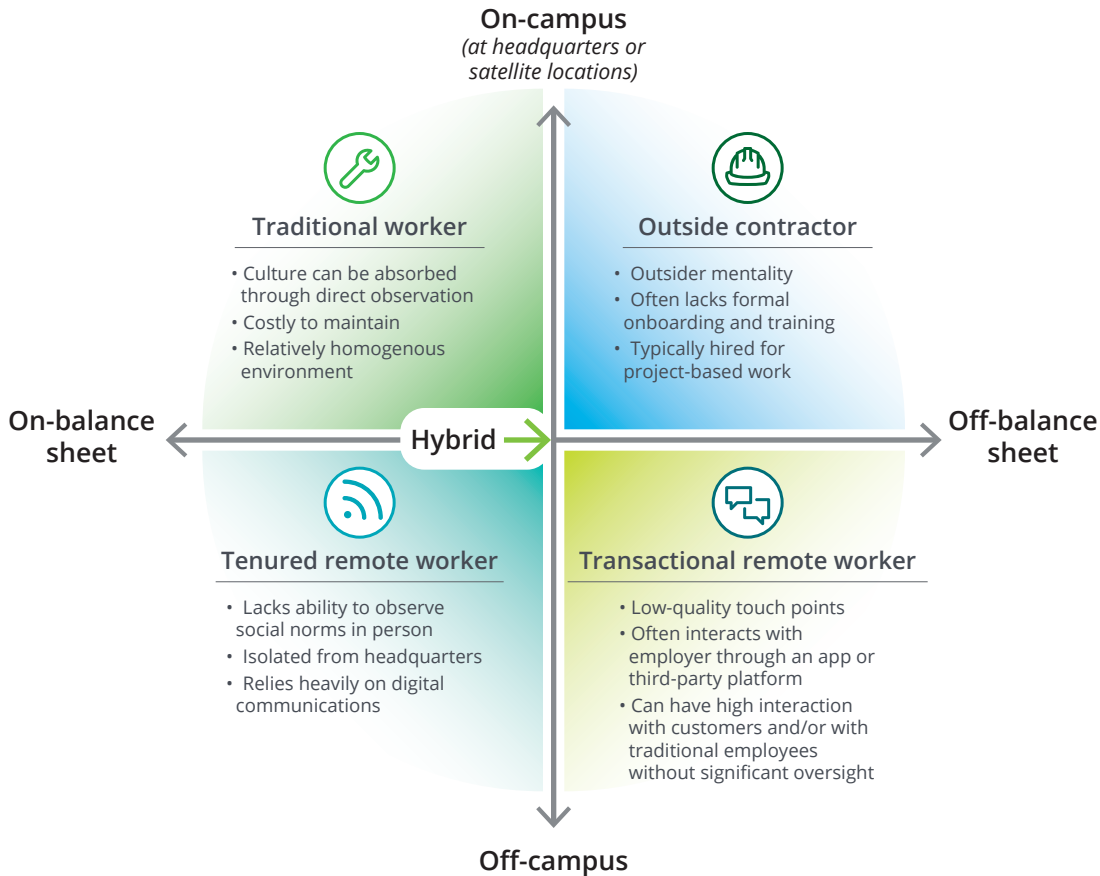 On-campus
(at headquarters or
satellite locations)
Traditional worker
• Culture can be absorbed
through direct observation
• Costly to maintain
• Relatively homogenous
environment
Outside contractor
• Outsider mentality
• Often lacks formal
onboarding and training
• Typically hired for
project-based work
On-balance
sheet
Hybrid
Off-balance
sheet
Tenured remote worker
• Lacks ability to observe
social norms in person
• Isolated from headquarters
• Relies heavily on digital
communications
Transactional remote worker
• Low-quality touch points
• Often interacts with
employer through an app or
third-party platform
• Can have high interaction
with customers and/or with
traditional employees
without significant oversight
Off-campus